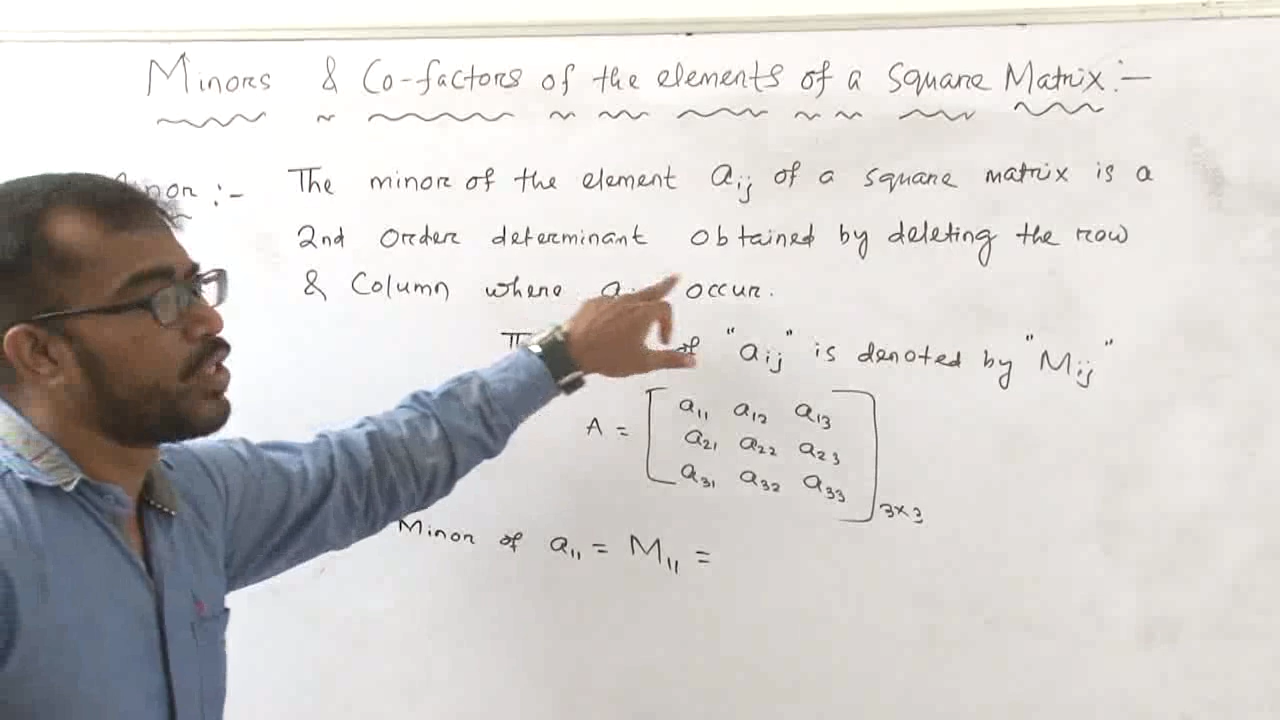 Minors & Co-factors of the elements of a Square Matrix :-
:- The minor of the element aij of a square matrix is a
2nd order determinant obtained by deleting the row
& Column where occur.
of "aij" is denoted by "Mij"
A = [ a11 a12 a13
a21 a22 a23
a31 a32 a33 ] 3×3
Minor of a11 = M11 =